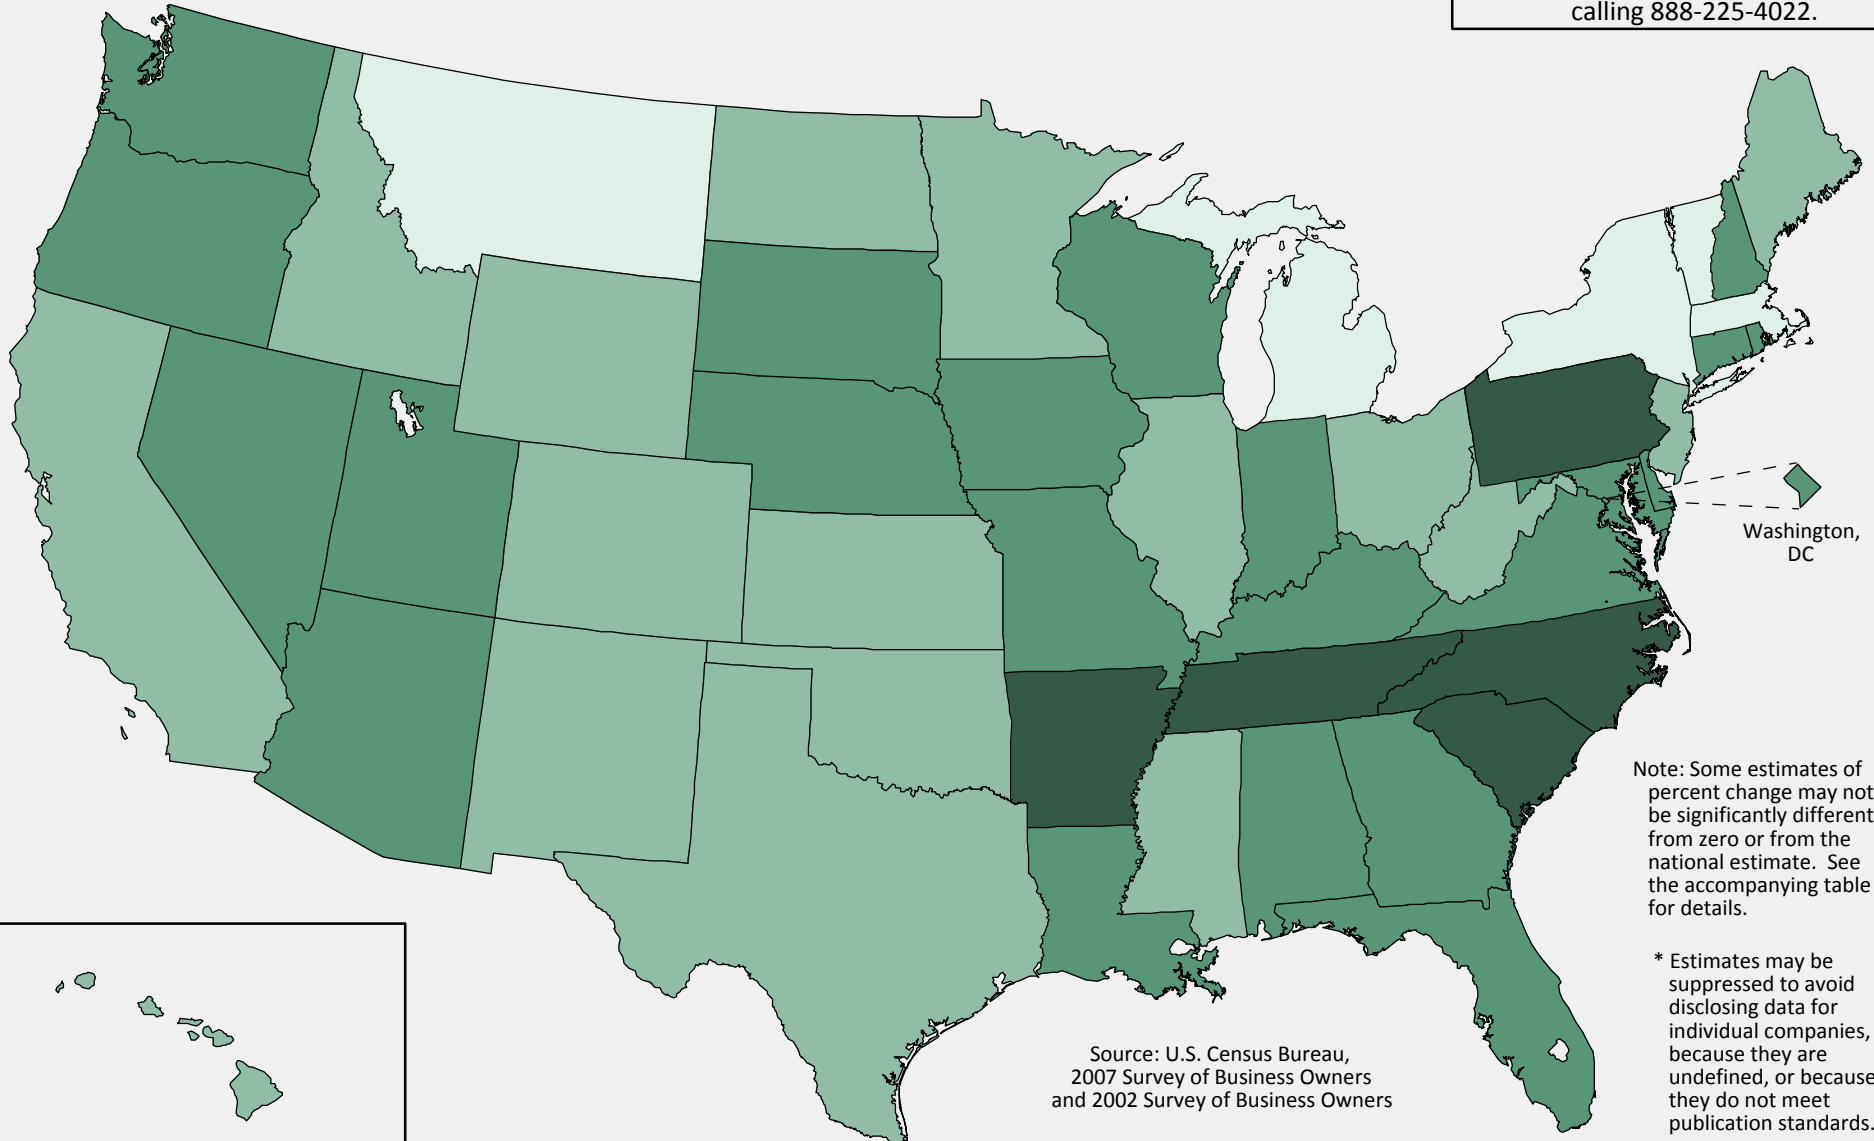 calling 888-225-4022.
Washington,
DC
Note: Some estimates of
percent change may not
be significantly different
from zero or from the
national estimate.  See
the accompanying table
for details.
* Estimates may be
suppressed to avoid
disclosing data for
individual companies,
because they are
undefined, or because
they do not meet
publication standards.
Source: U.S. Census Bureau,
2007 Survey of Business Owners
and 2002 Survey of Business Owners